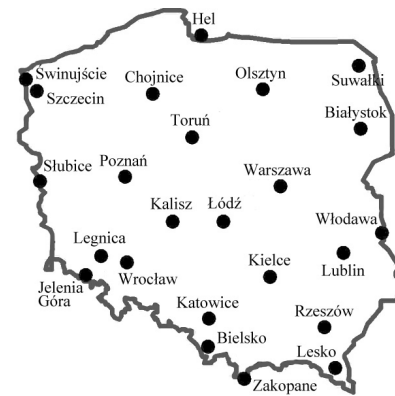 Hel
Świnujście
Chojnice
Olsztyn
Suwałki
Szczecin
Białystok
Toruń
Słubice
Poznań
Warszawa
Kalisz
Łódź
Włodawa
Legnica
Kielce
Lublin
Jelenia
Góra
Wrocław
Katowice
Rzeszów
Bielsko
Lesko
Zakopane